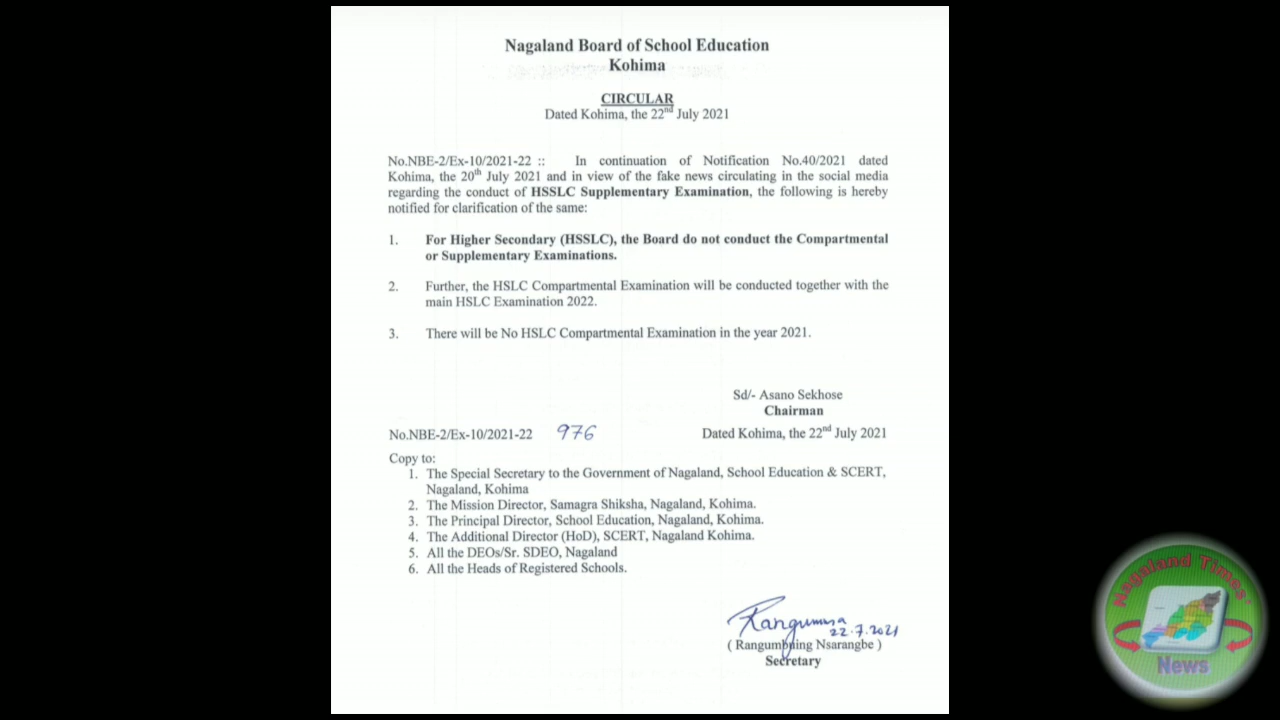 Nagaland Board of School Education
Kohima
CIRCULAR
Dated Kohima, the 22nd July 2021
No.NBE-2/Ex-10/2021-22 :: In continuation of Notification No.40/2021 dated
Kohima, the 20th July 2021 and in view of the fake news circulating in the social media
regarding the conduct of HSSLC Supplementary Examination, the following is hereby
notified for clarification of the same:
1. For Higher Secondary (HSSLC), the Board do not conduct the Compartmental
or Supplementary Examinations.
2. Further, the HSLC Compartmental Examination will be conducted together with the
main HSLC Examination 2022.
3. There will be No HSLC Compartmental Examination in the year 2021.
Sd/- Asano Sekhose
Chairman
No.NBE-2/Ex-10/2021-22 976 Dated Kohima, the 22nd July 2021
Copy to:
1. The Special Secretary to the Government of Nagaland, School Education & SCERT,
Nagaland, Kohima
2. The Mission Director, Samagra Shiksha, Nagaland, Kohima.
3. The Principal Director, School Education, Nagaland, Kohima.
4. The Additional Director (HoD), SCERT, Nagaland Kohima.
5. All the DEOs/Sr. SDEO, Nagaland
6. All the Heads of Registered Schools.
22.7.2021
( Rangumbuing Nsarangbe )
Secretary
Nagaland Times'
News